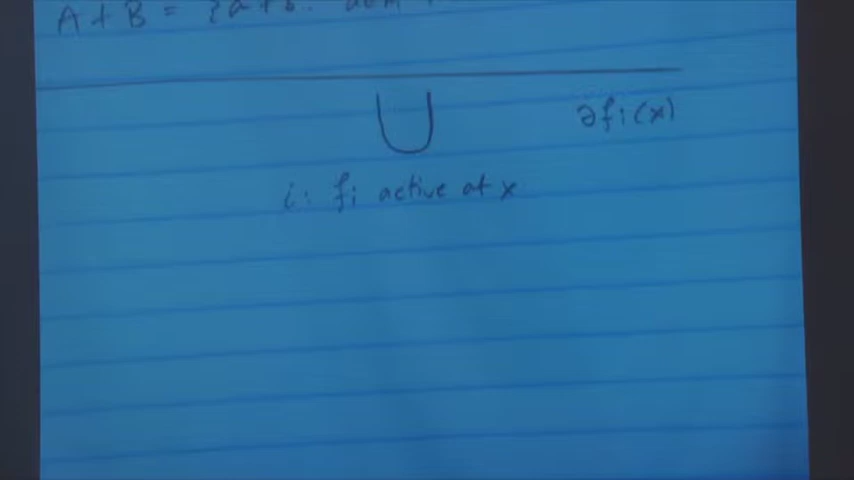 A + B = {a + b :
⋃ ∂fi(x)
i: fi active at x